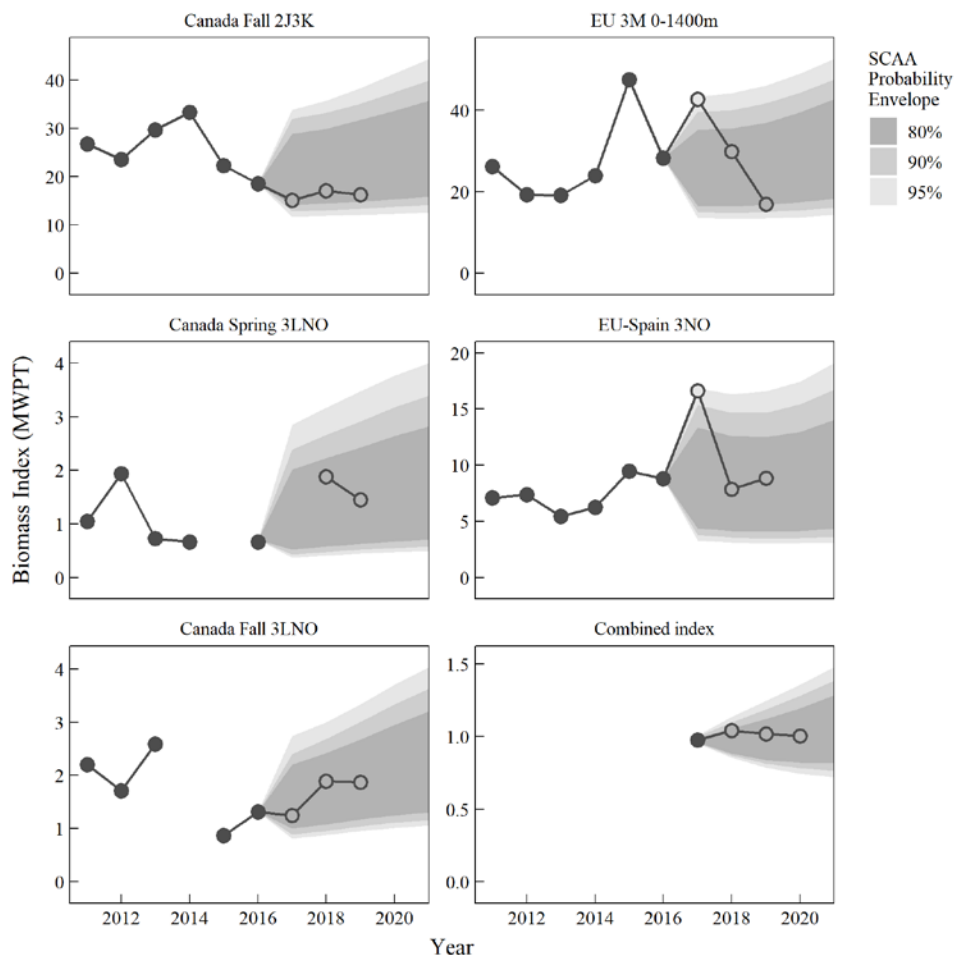 Canada Fall 2J3K
EU 3M 0-1400m
40
30
20
10
0
40
20
0
SCAA
Probability
Envelope
80%
90%
95%
Biomass Index (MWPT)
Canada Spring 3LNO
EU-Spain 3NO
4
3
2
1
0
20
15
10
5
0
Canada Fall 3LNO
Combined index
4
3
2
1
0
1.5
1.0
0.5
0.0
2012 2014 2016 2018 2020
2012 2014 2016 2018 2020
Year